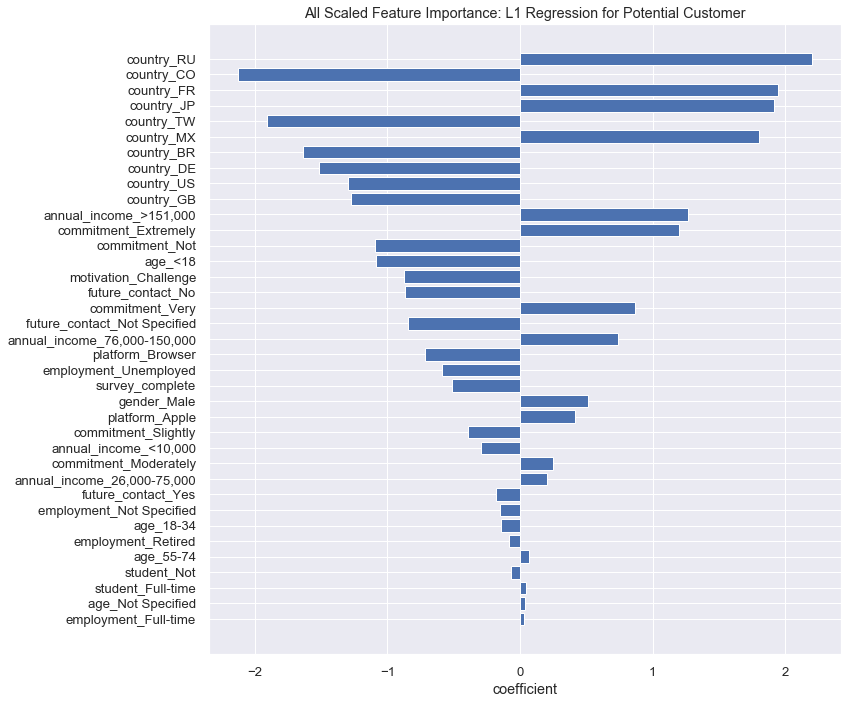 All Scaled Feature Importance: L1 Regression for Potential Customer
country_RU
country_CO
country_FR
country_JP
country_TW
country_MX
country_BR
country_DE
country_US
country_GB
annual_income_>151,000
commitment_Extremely
commitment_Not
age_<18
motivation_Challenge
future_contact_No
commitment_Very
future_contact_Not Specified
annual_income_76,000-150,000
platform_Browser
employment_Unemployed
survey_complete
gender_Male
platform_Apple
commitment_Slightly
annual_income_<10,000
commitment_Moderately
annual_income_26,000-75,000
future_contact_Yes
employment_Not Specified
age_18-34
employment_Retired
age_55-74
student_Not
student_Full-time
age_Not Specified
employment_Full-time
−2 −1 0 1 2
coefficient